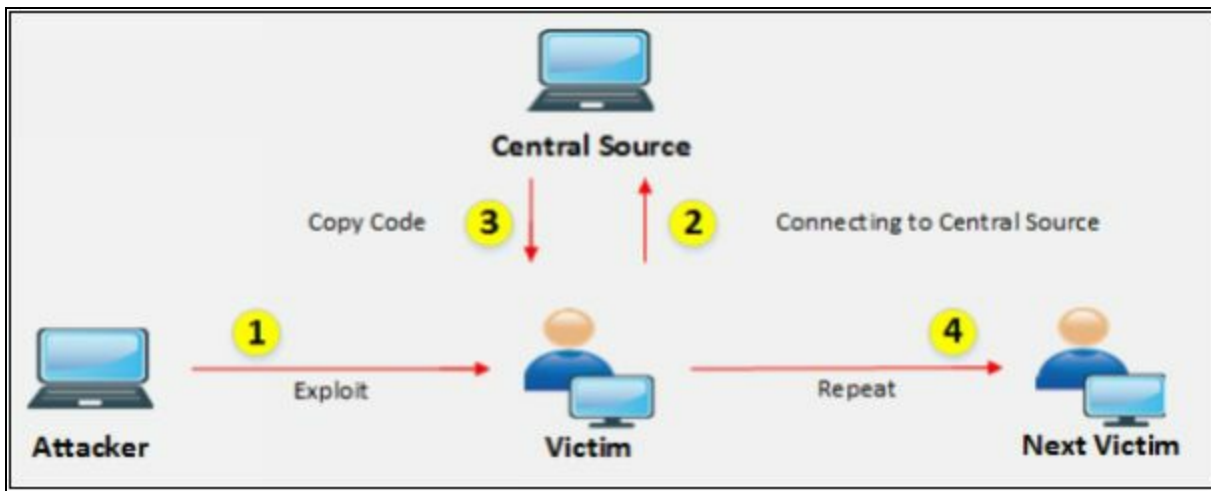 Central Source
Copy Code
3
2
Connecting to Central Source
1
4
Exploit
Repeat
Attacker
Victim
Next Victim